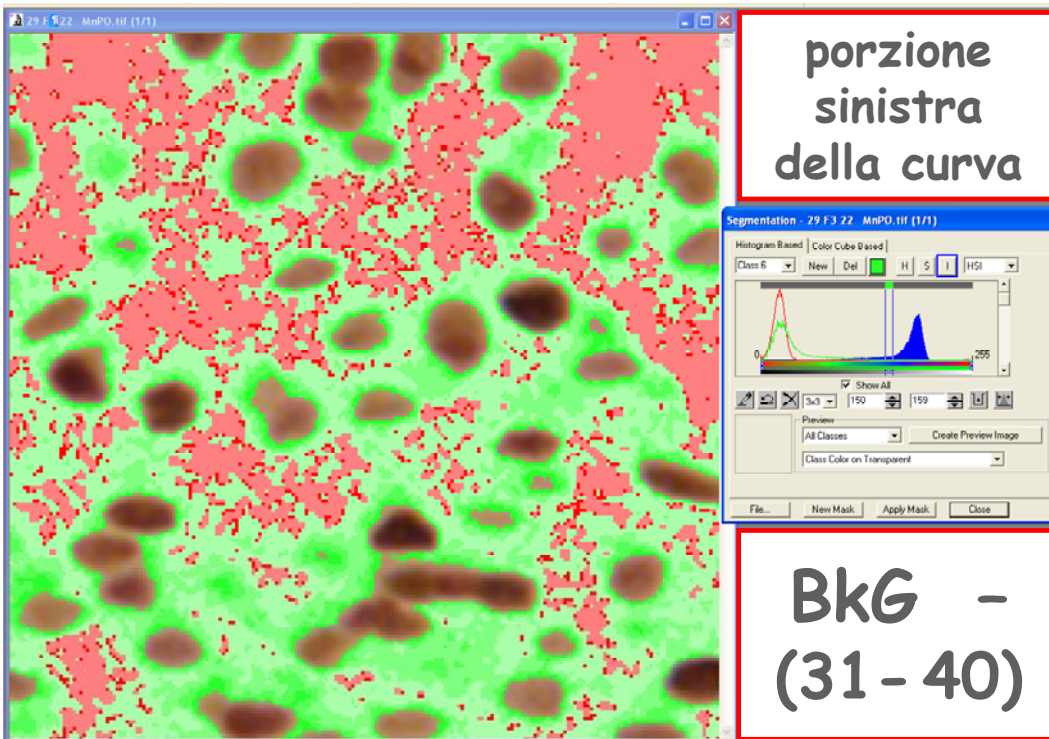 29 F3 22 MnPO.tif (1/1)
porzione
sinistra
della curva
Segmentation - 29 F3 22 MnPO.tif (1/1)
Histogram Based Color Cube Based
Class 6 New Del H S I HSI
0 255
Show All
3x3 150 159
Preview
All Classes Create Preview Image
Class Color on Transparent
File... New Mask Apply Mask Close
BkG -
(31 - 40)